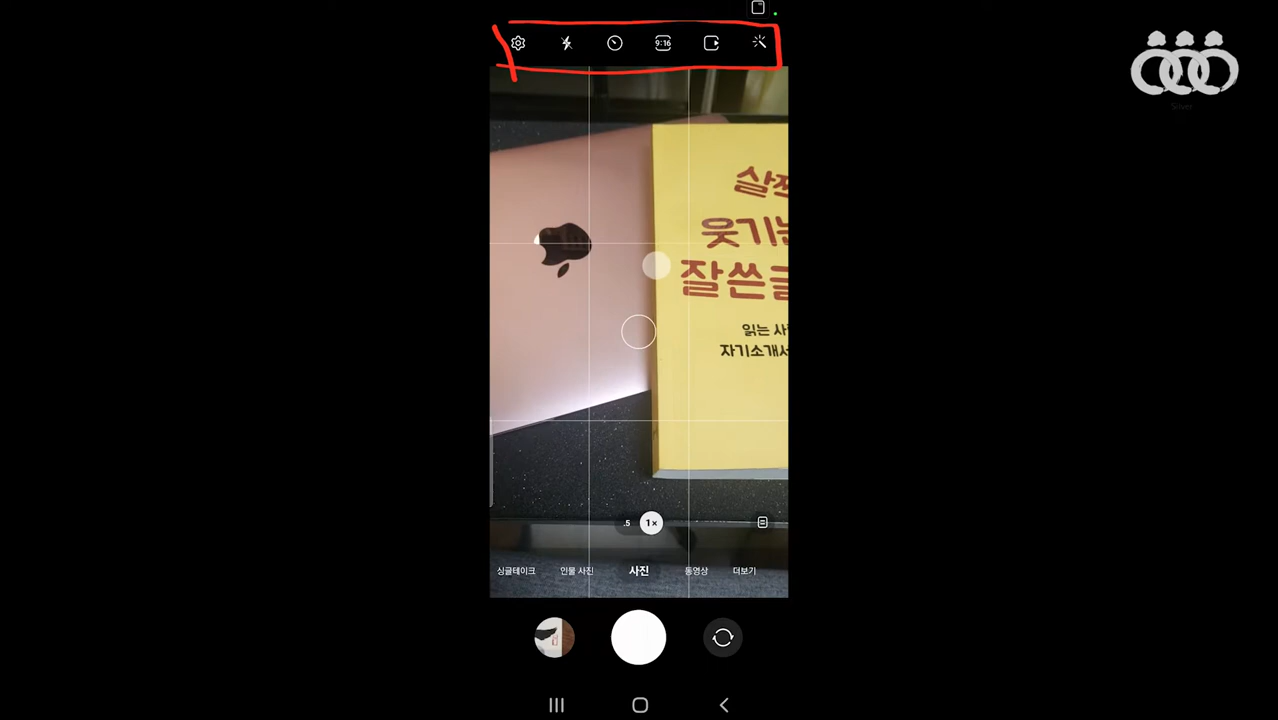 9:16
살짝
웃기는
잘쓴글
읽는 사
자기소개서
.5 1×
싱글테이크 인물 사진 사진 동영상 더보기
Silver